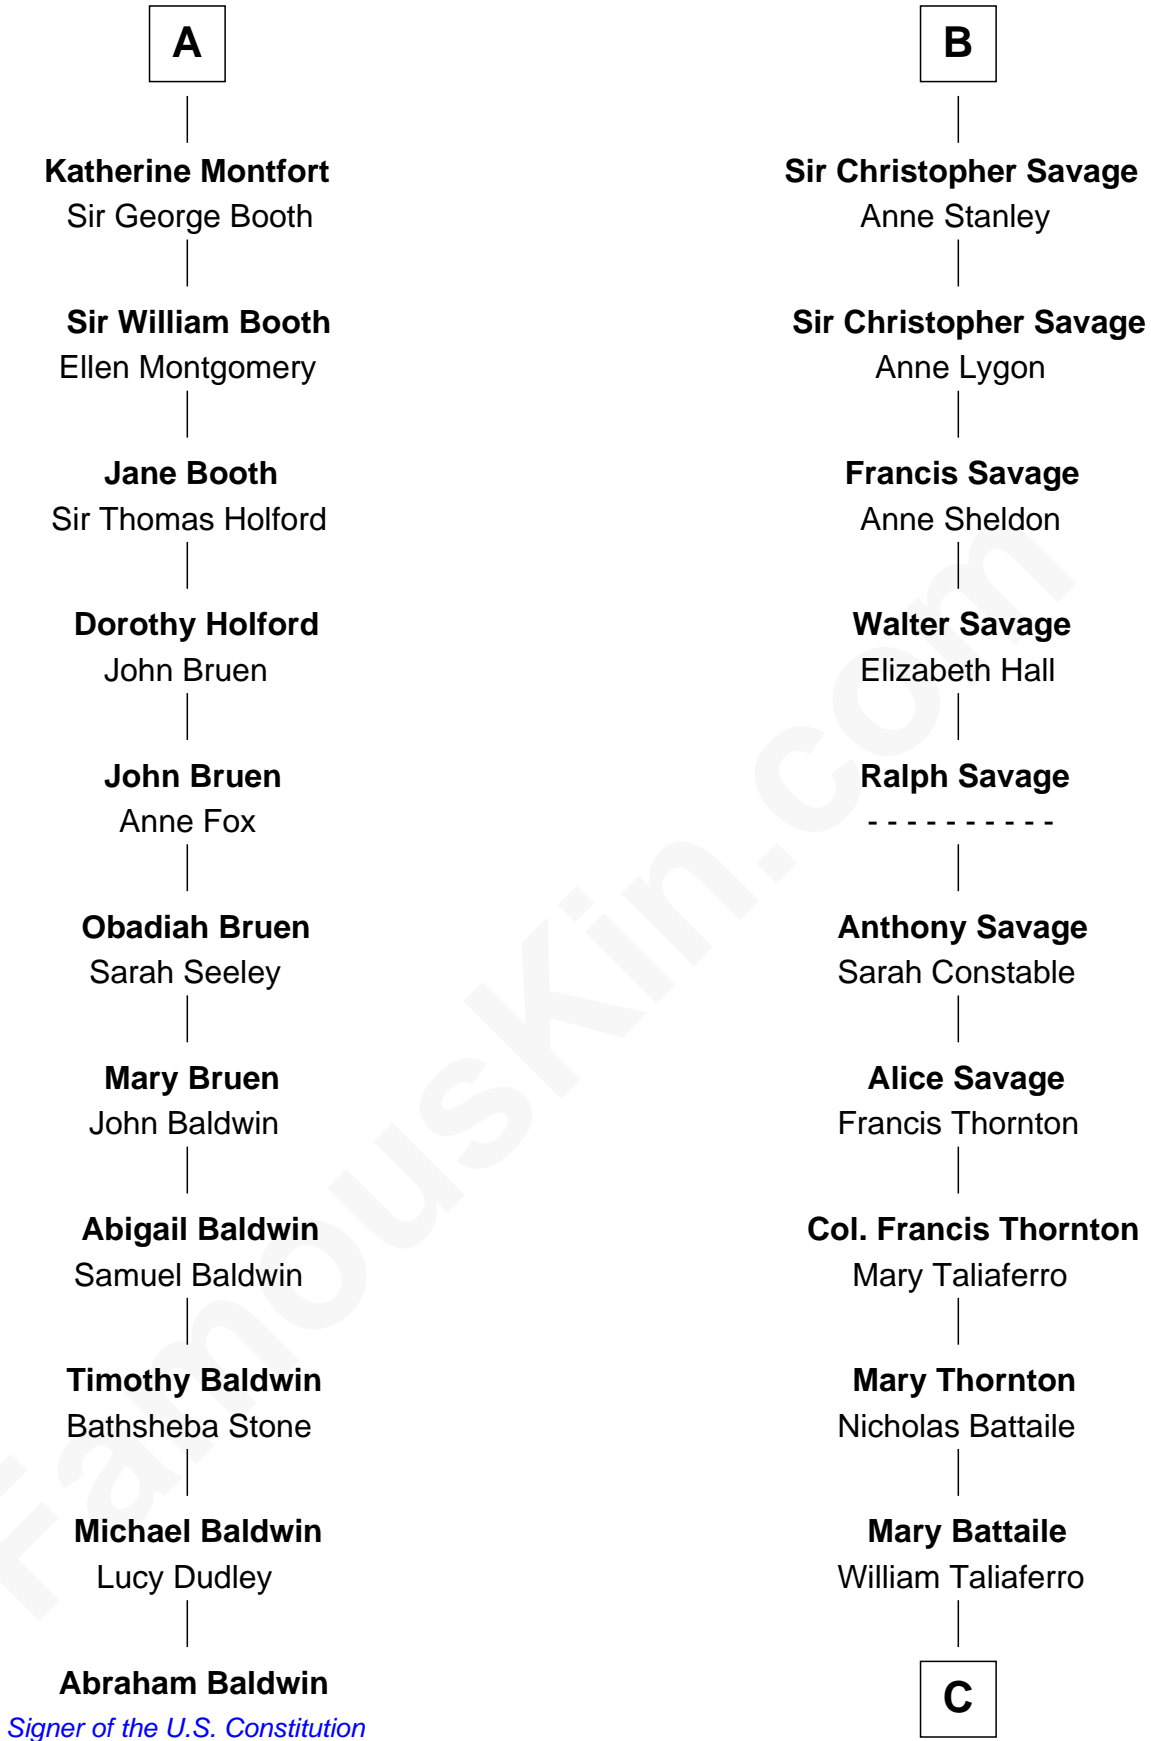 A
Katherine Montfort
Sir George Booth
Sir William Booth
Ellen Montgomery
Jane Booth
Sir Thomas Holford
Dorothy Holford
John Bruen
John Bruen
Anne Fox
Obadiah Bruen
Sarah Seeley
Mary Bruen
John Baldwin
Abigail Baldwin
Samuel Baldwin
Timothy Baldwin
Bathsheba Stone
Michael Baldwin
Lucy Dudley
Abraham Baldwin
Signer of the U.S. Constitution
B
Sir Christopher Savage
Anne Stanley
Sir Christopher Savage
Anne Lygon
Francis Savage
Anne Sheldon
Walter Savage
Elizabeth Hall
Ralph Savage
- - - - - - - - - -
Anthony Savage
Sarah Constable
Alice Savage
Francis Thornton
Col. Francis Thornton
Mary Taliaferro
Mary Thornton
Nicholas Battaile
Mary Battaile
William Taliaferro
C
FamousKin.com